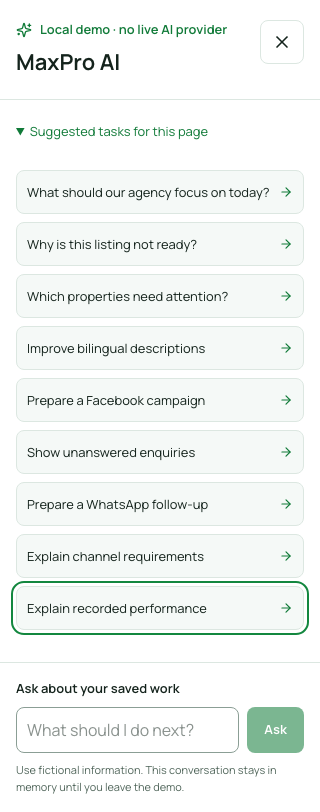 Local demo · no live AI provider
MaxPro AI
Suggested tasks for this page
What should our agency focus on today?
Why is this listing not ready?
Which properties need attention?
Improve bilingual descriptions
Prepare a Facebook campaign
Show unanswered enquiries
Prepare a WhatsApp follow-up
Explain channel requirements
Explain recorded performance
Ask about your saved work
What should I do next?
Ask
Use fictional information. This conversation stays in
memory until you leave the demo.